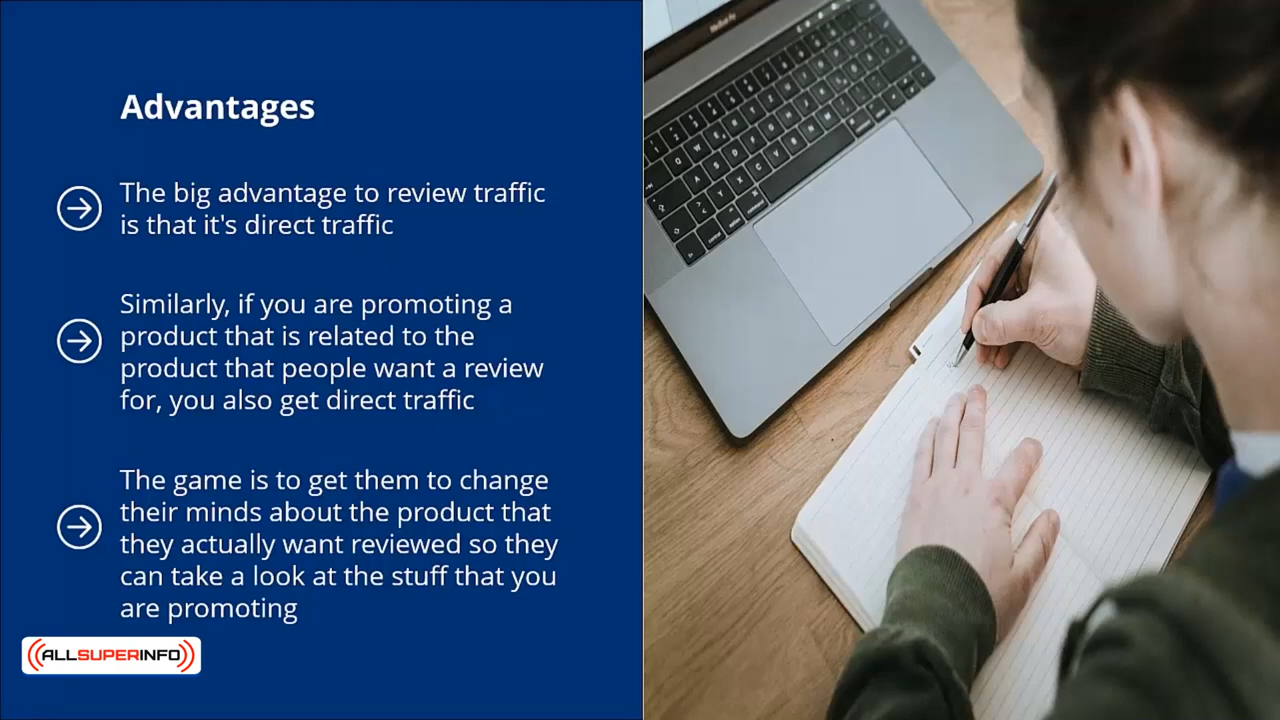 Advantages
The big advantage to review traffic
is that it's direct traffic
Similarly, if you are promoting a
product that is related to the
product that people want a review
for, you also get direct traffic
The game is to get them to change
their minds about the product that
they actually want reviewed so they
can take a look at the stuff that you
are promoting
ALLSUPERINFO